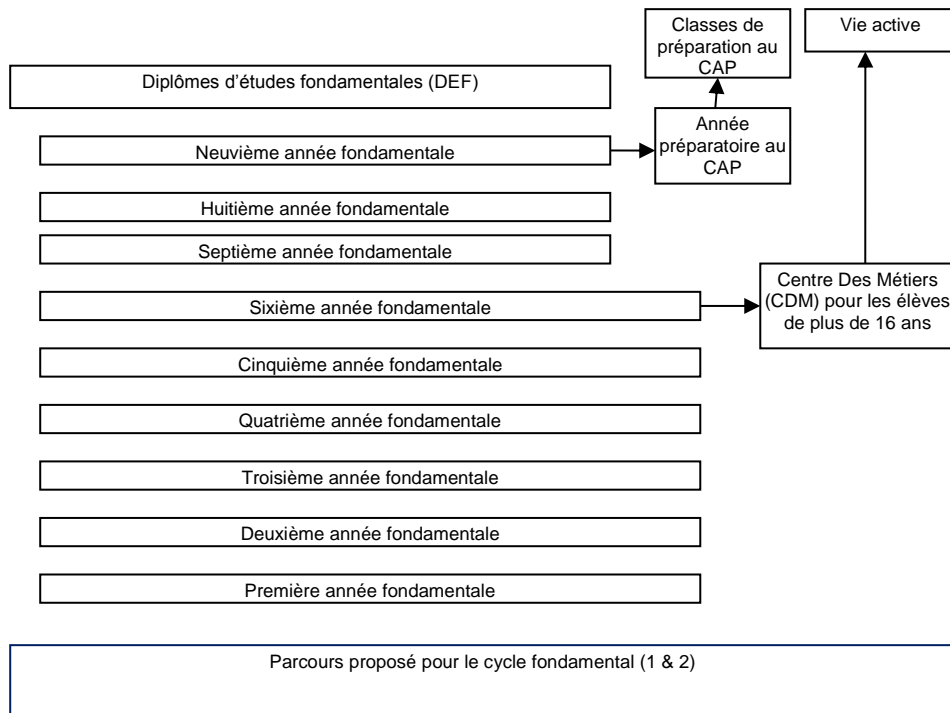 Classes de
préparation au
CAP
Vie active
Diplômes d'études fondamentales (DEF)
Année
préparatoire au
CAP
Neuvième année fondamentale
Huitième année fondamentale
Septième année fondamentale
Centre Des Métiers
(CDM) pour les élèves
de plus de 16 ans
Sixième année fondamentale
Cinquième année fondamentale
Quatrième année fondamentale
Troisième année fondamentale
Deuxième année fondamentale
Première année fondamentale
Parcours proposé pour le cycle fondamental (1 & 2)